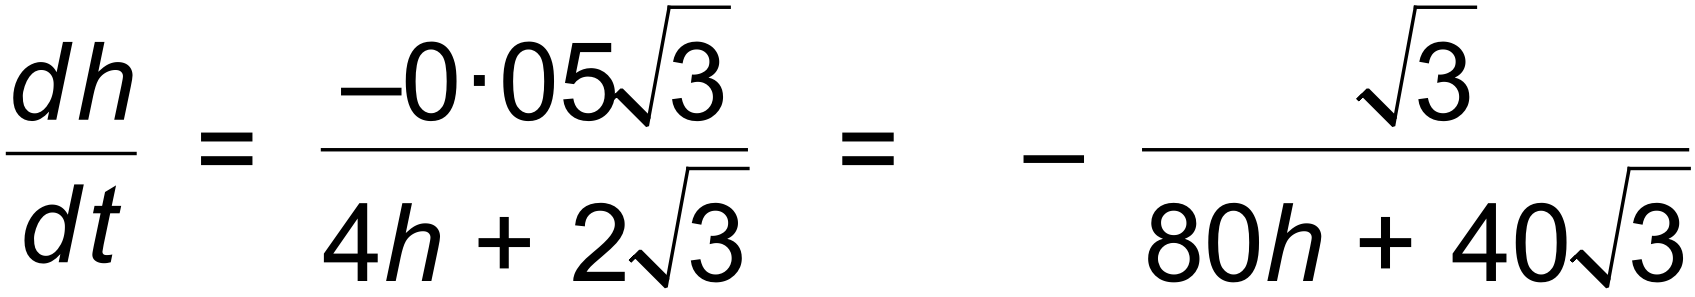 dh/dt = –0·05√3/(4h + 2√3) = – √3/(80h + 40√3)